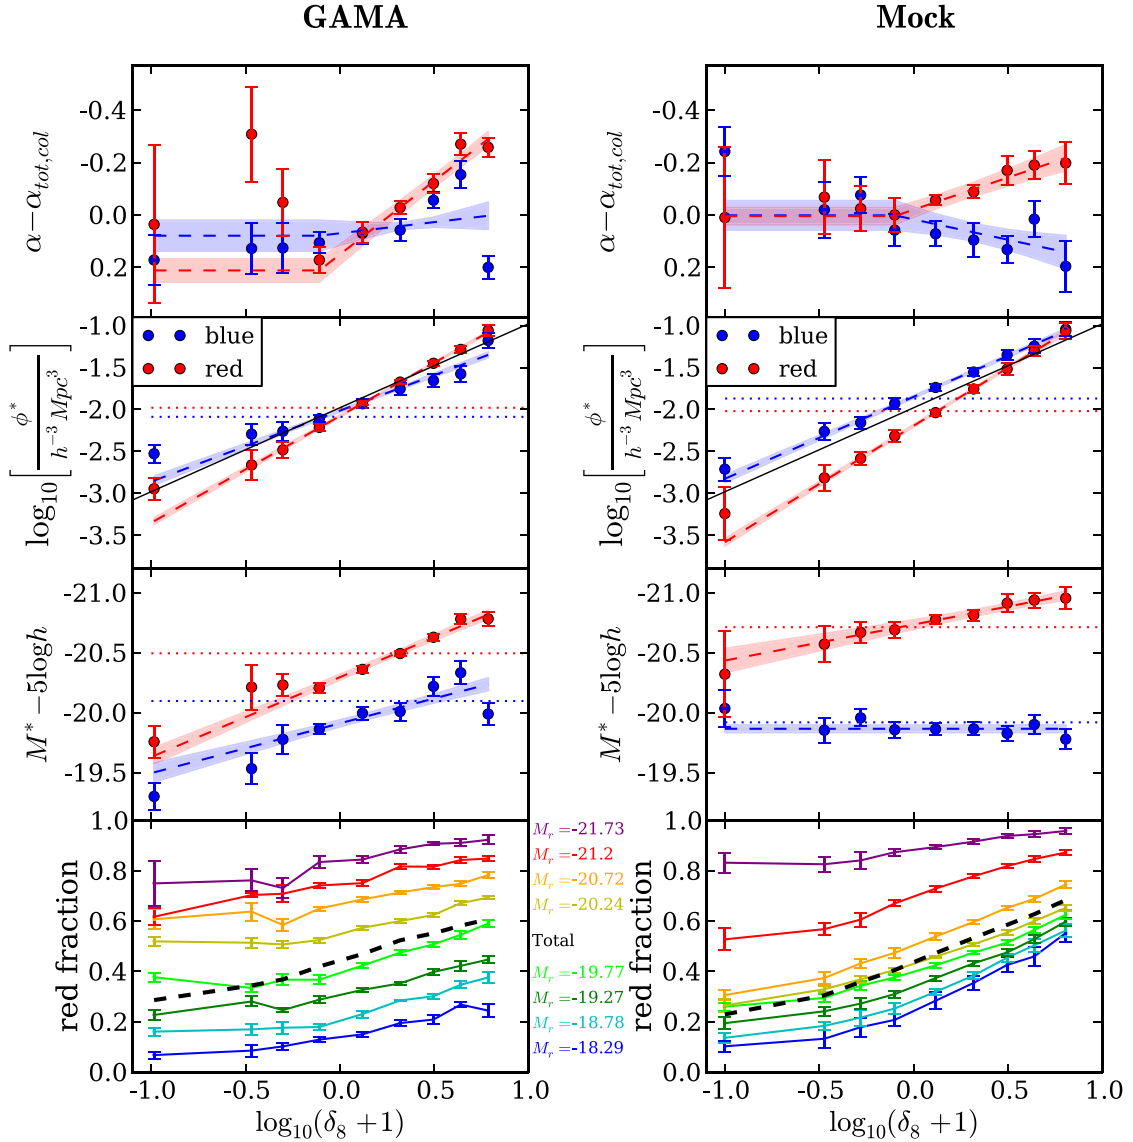 GAMA
Mock
α−α_{tot,col}
-0.4
-0.2
0.0
0.2
α−α_{tot,col}
-0.4
-0.2
0.0
0.2
log₁₀[ϕ* / h⁻³ Mpc³]
-1.0
-1.5
-2.0
-2.5
-3.0
-3.5
blue
red
log₁₀[ϕ* / h⁻³ Mpc³]
-1.0
-1.5
-2.0
-2.5
-3.0
-3.5
blue
red
M* −5logh
-21.0
-20.5
-20.0
-19.5
M* −5logh
-21.0
-20.5
-20.0
-19.5
red fraction
1.0
0.8
0.6
0.4
0.2
0.0
M_r=-21.73
M_r=-21.2
M_r=-20.72
M_r=-20.24
Total
M_r=-19.77
M_r=-19.27
M_r=-18.78
M_r=-18.29
red fraction
1.0
0.8
0.6
0.4
0.2
0.0
-1.0 -0.5 0.0 0.5 1.0
log₁₀(δ₈ +1)
-1.0 -0.5 0.0 0.5 1.0
log₁₀(δ₈ +1)